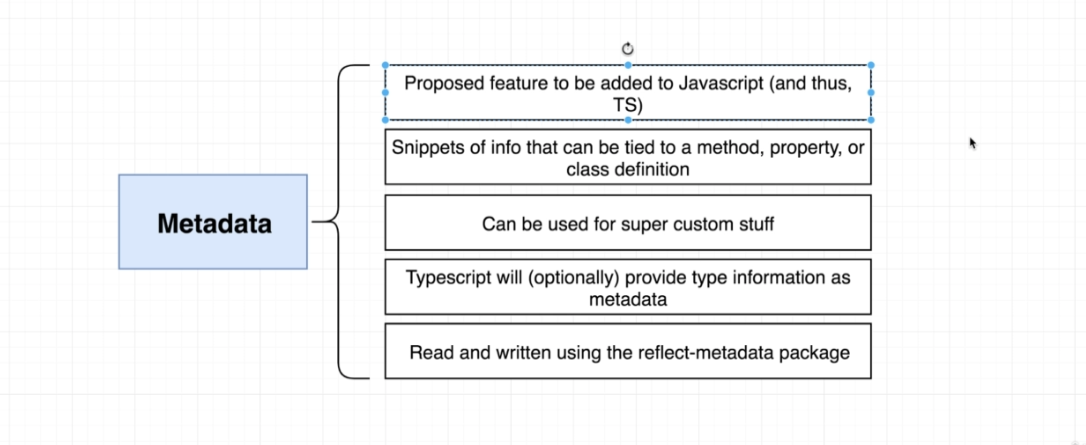 Metadata
Proposed feature to be added to Javascript (and thus,
TS)
Snippets of info that can be tied to a method, property, or
class definition
Can be used for super custom stuff
Typescript will (optionally) provide type information as
metadata
Read and written using the reflect-metadata package